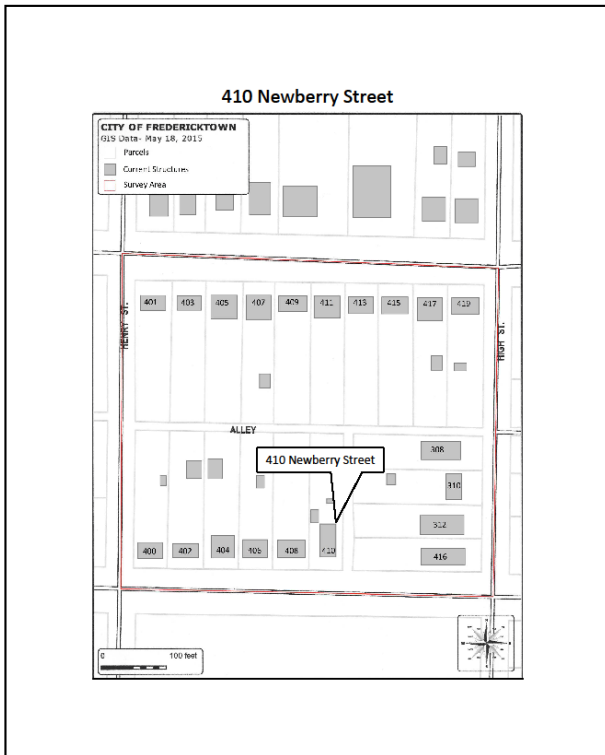 410 Newberry Street
CITY OF FREDERICKTOWN
GIS Data- May 18, 2015
Parcels
Current Structures
Survey Area
HENRY ST.
HIGH ST.
401 403 405 407 409 411 413 415 417 419
ALLEY
308
410 Newberry Street
310
312
400 402 404 406 408 410 416
0 100 feet